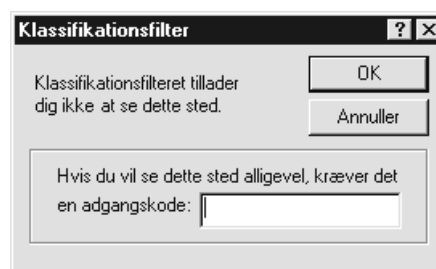 Klassifikationsfilter
Klassifikationsfilteret tillader
dig ikke at se dette sted.
OK
Annuller
Hvis du vil se dette sted alligevel, kræver det
en adgangskode: